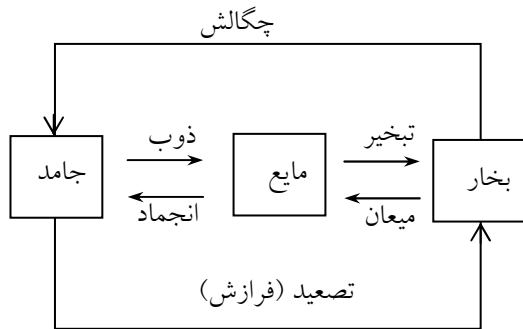 چگالش
ذوب
تبخیر
جامد
مایع
بخار
انجماد
میعان
تصعید (فرازش)